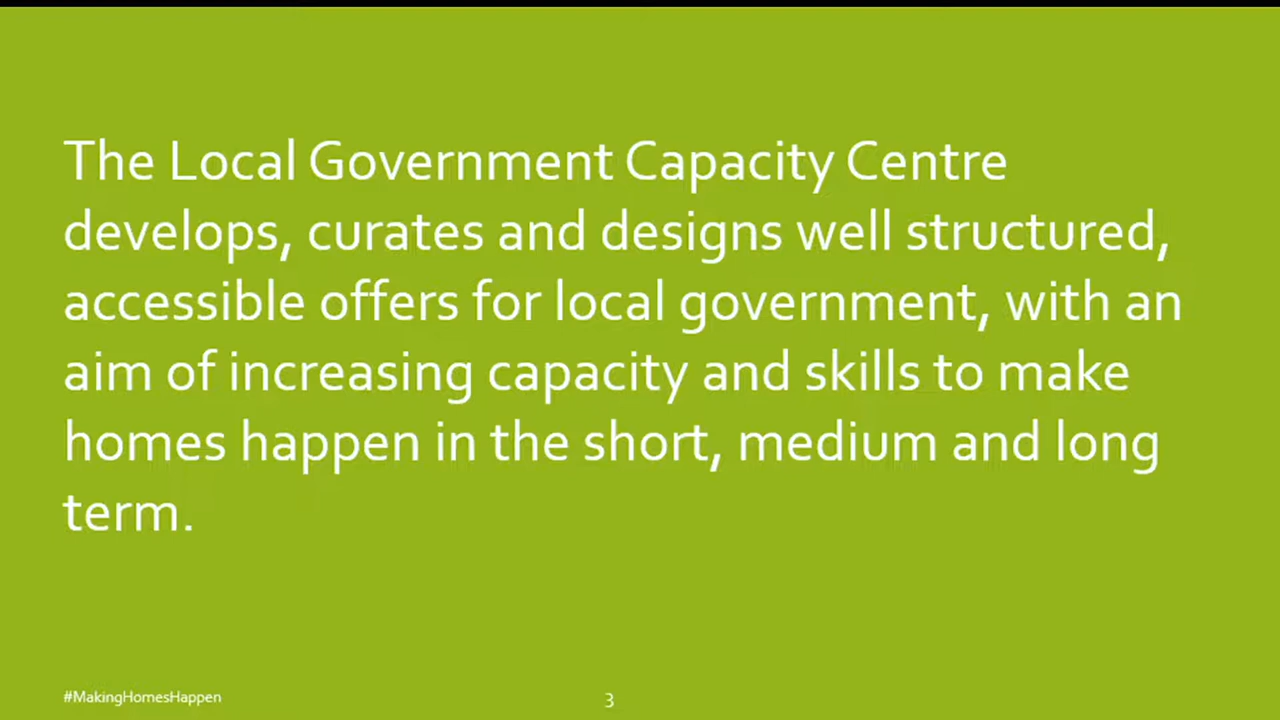 The Local Government Capacity Centre
develops, curates and designs well structured,
accessible offers for local government, with an
aim of increasing capacity and skills to make
homes happen in the short, medium and long
term.
#MakingHomesHappen
3